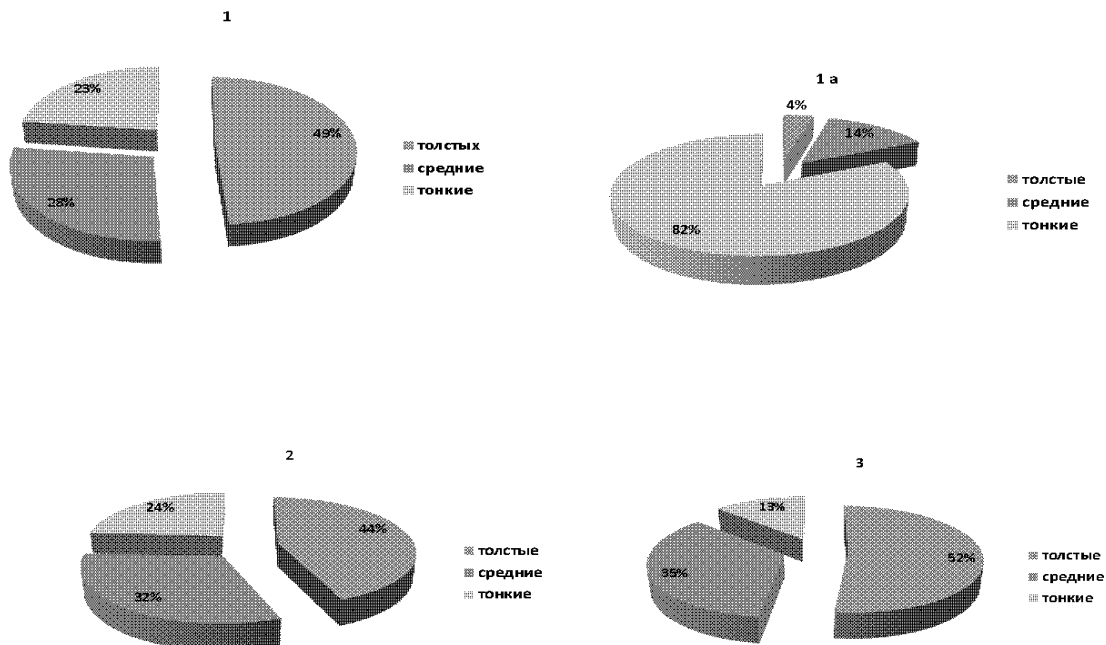 1
23%
49%
28%
толстых
средние
тонкие
1 а
4%
14%
82%
толстые
средние
тонкие
2
24%
44%
32%
толстые
средние
тонкие
3
13%
52%
35%
толстые
средние
тонкие